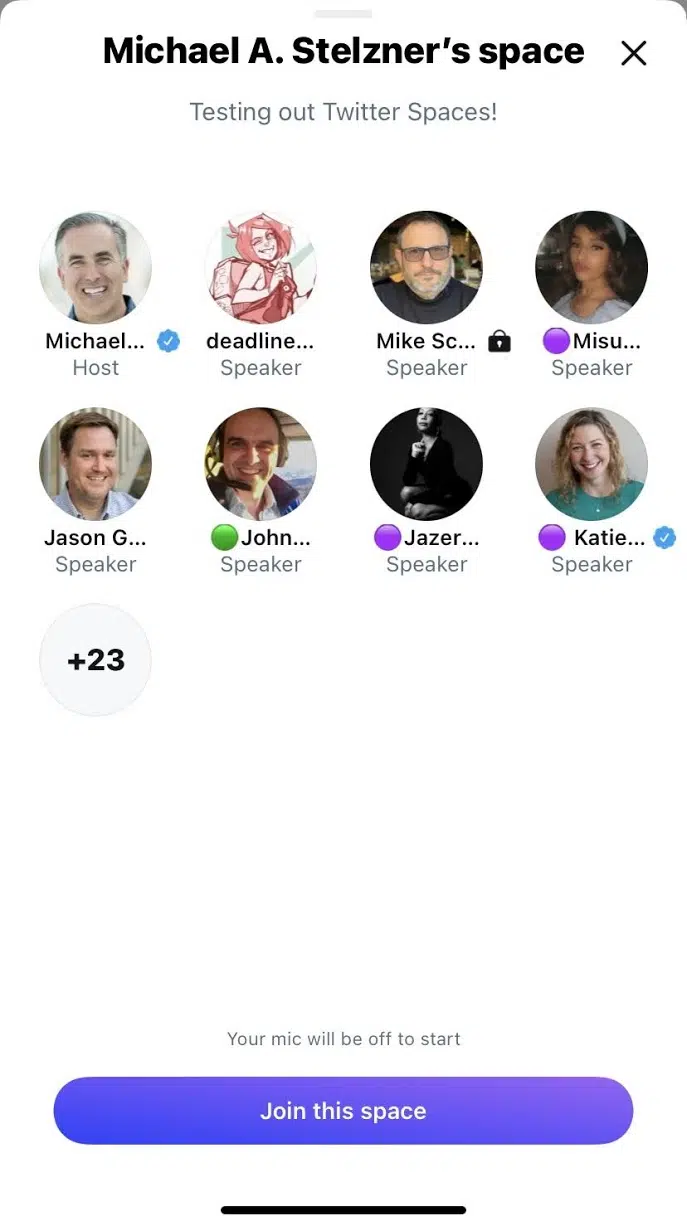 Michael A. Stelzner’s space
Testing out Twitter Spaces!
Michael... deadline... Mike Sc... Misu...
Host Speaker Speaker Speaker
Jason G... John... Jazer... Katie...
Speaker Speaker Speaker Speaker
+23
Your mic will be off to start
Join this space